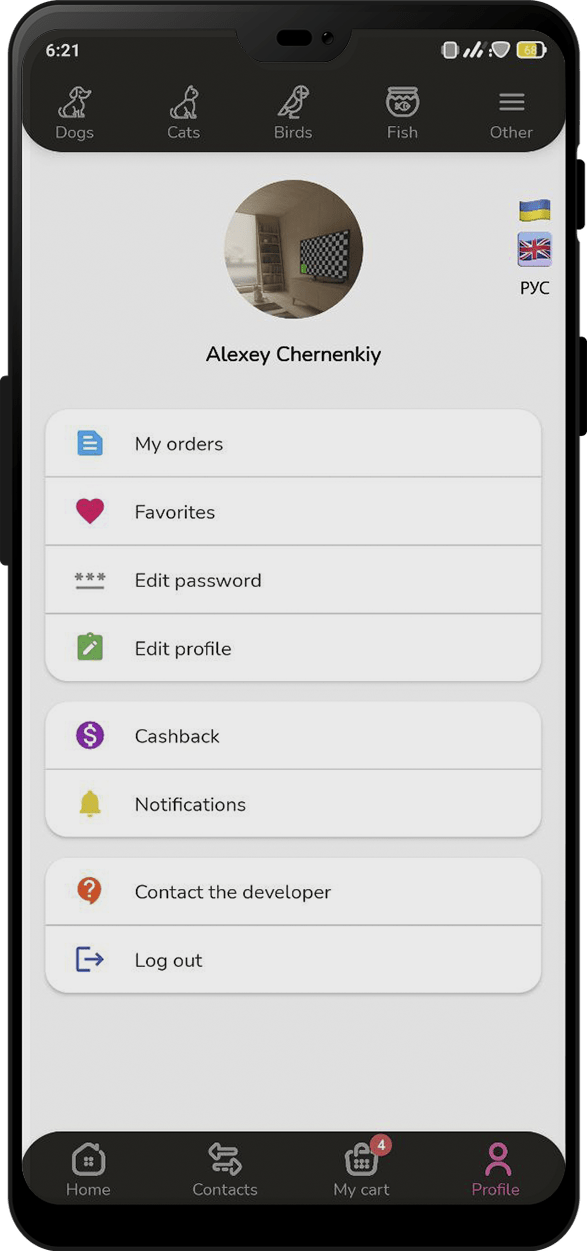 6:21
68
Dogs
Cats
Birds
Fish
Other
РУС
Alexey Chernenkiy
My orders
Favorites
***
Edit password
Edit profile
$
Cashback
Notifications
?
Contact the developer
Log out
4
Home
Contacts
My cart
Profile